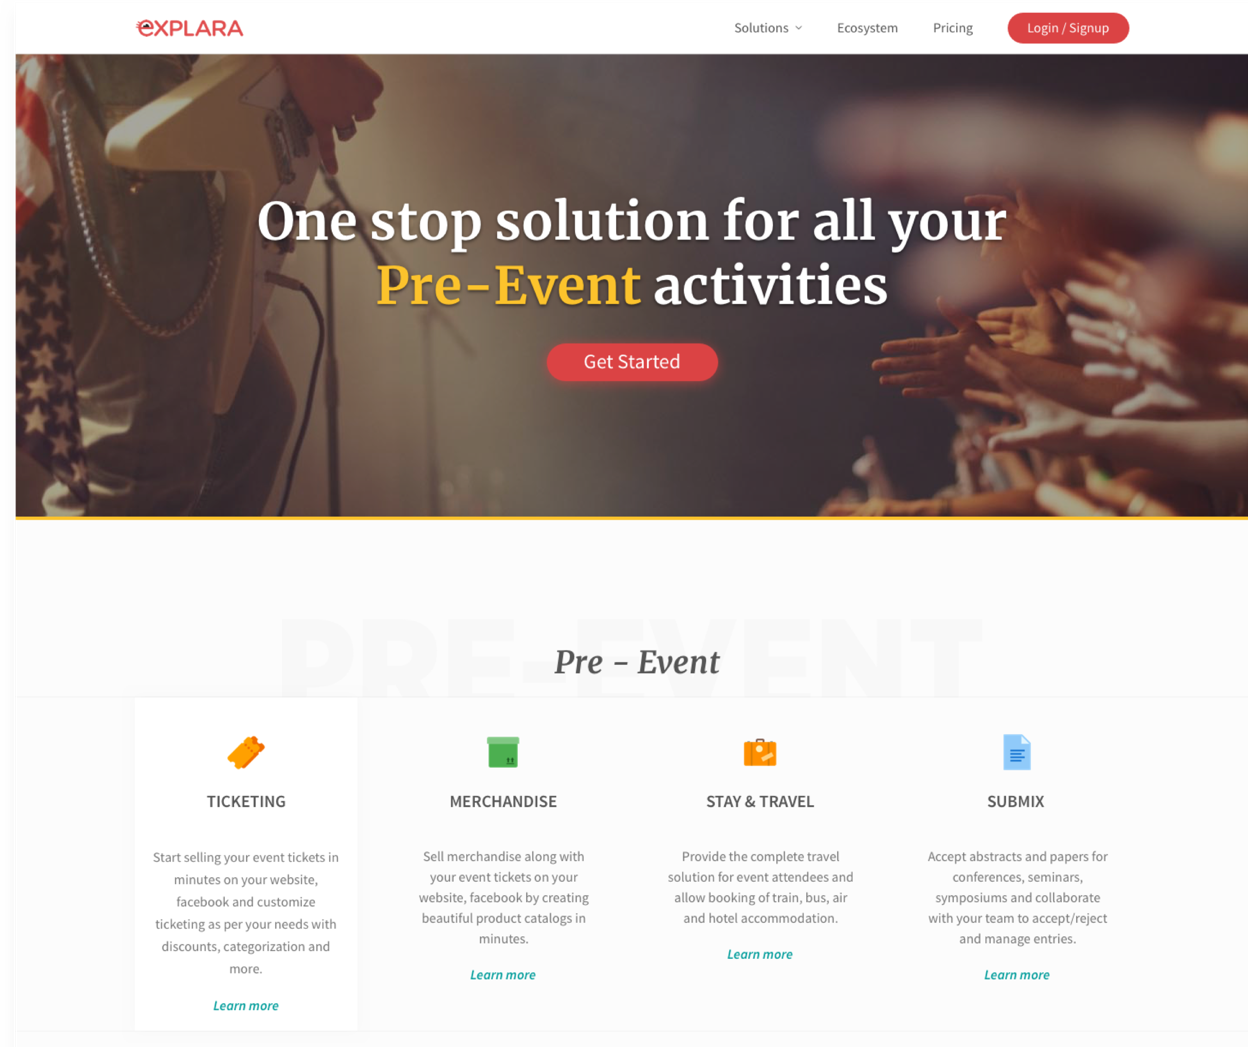 eXPLARA
Solutions
Ecosystem
Pricing
Login / Signup
One stop solution for all your
Pre-Event activities
Get Started
PRE-EVENT
Pre - Event
TICKETING
Start selling your event tickets in
minutes on your website,
facebook and customize
ticketing as per your needs with
discounts, categorization and
more.
Learn more
MERCHANDISE
Sell merchandise along with
your event tickets on your
website, facebook by creating
beautiful product catalogs in
minutes.
Learn more
STAY & TRAVEL
Provide the complete travel
solution for event attendees and
allow booking of train, bus, air
and hotel accommodation.
Learn more
SUBMIX
Accept abstracts and papers for
conferences, seminars,
symposiums and collaborate
with your team to accept/reject
and manage entries.
Learn more